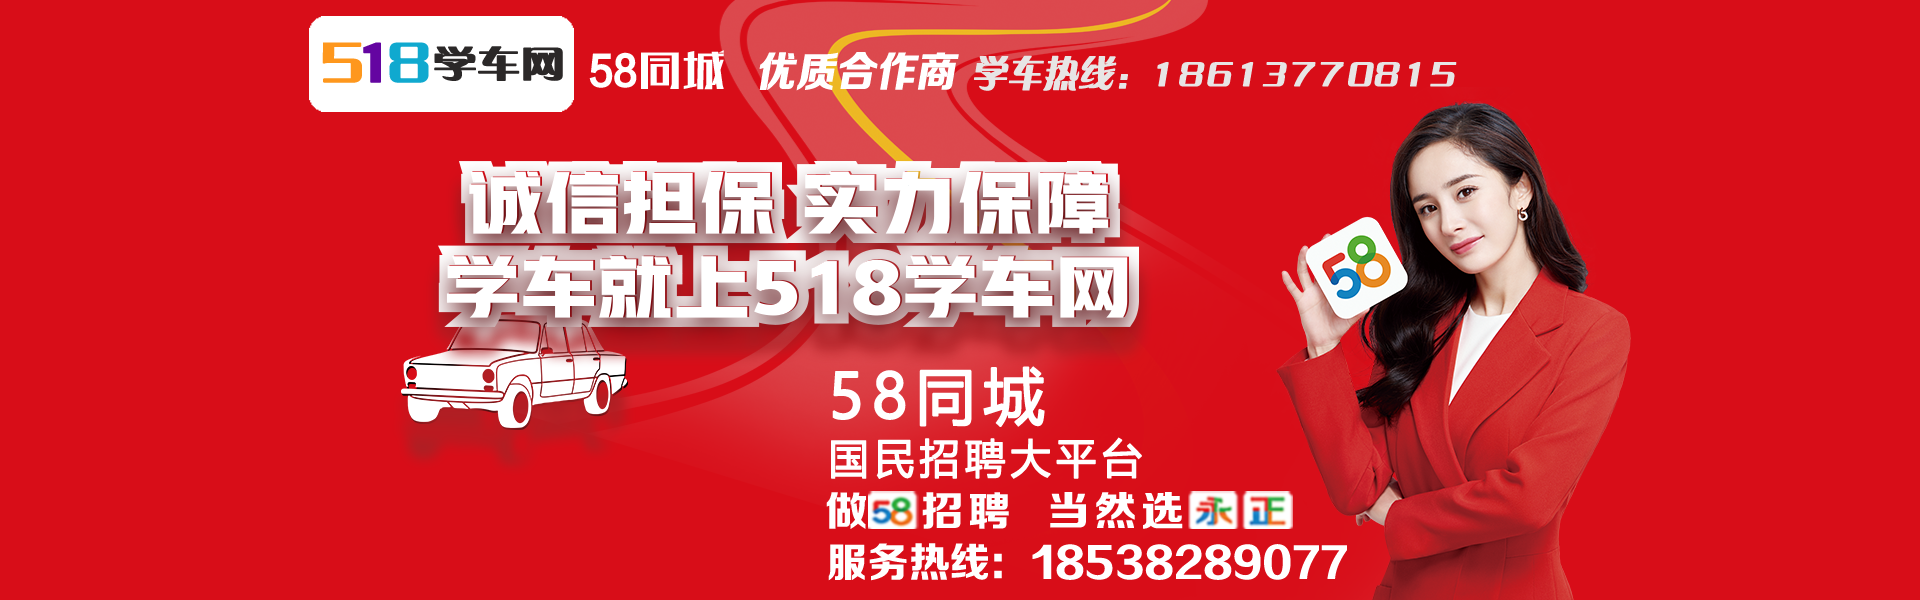 518学车网 58同城 优质合作商 学车热线：18613770815
诚信担保 实力保障
学车就上518学车网
58
58同城
国民招聘大平台
做58招聘 当然选永正
服务热线：18538289077